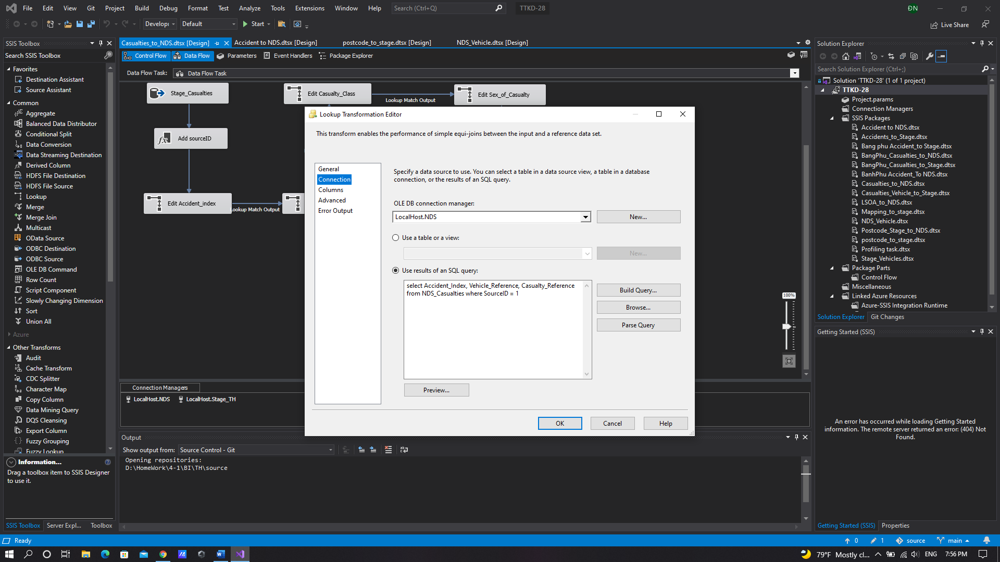 File Edit View Git Project Build Debug Format Test Analyze Tools Extensions Window Help Search (Ctrl+Q) TTKD-28 ĐN
Develop Default Start Live Share
SSIS Toolbox
Search SSIS Toolbox
Favorites
Destination Assistant
Source Assistant
Common
Aggregate
Balanced Data Distributor
Conditional Split
Data Conversion
Data Streaming Destination
Derived Column
HDFS File Destination
HDFS File Source
Lookup
Merge
Merge Join
Multicast
OData Source
ODBC Destination
ODBC Source
OLE DB Command
Row Count
Script Component
Slowly Changing Dimension
Sort
Union All
Azure
Other Transforms
Audit
Cache Transform
CDC Splitter
Character Map
Copy Column
Data Mining Query
DQS Cleansing
Export Column
Fuzzy Grouping
Fuzzy Lookup
Information...
Drag a toolbox item to SSIS Designer
to use it.
SSIS Toolbox Server Expl... Toolbox
Casualties_to_NDS.dtsx [Design] Accident to NDS.dtsx [Design] postcode_to_stage.dtsx [Design] NDS_Vehicle.dtsx [Design]
Control Flow Data Flow Parameters Event Handlers Package Explorer
Data Flow Task: Data Flow Task
Stage_Casualties
Edit Casualty_Class
Lookup Match Output
Edit Sex_of_Casualty
Add sourceID
Edit Accident_index
Lookup Match Output
100%
Lookup Transformation Editor
This transform enables the performance of simple equi-joins between the input and a reference data set.
General
Connection
Columns
Advanced
Error Output
Specify a data source to use. You can select a table in a data source view, a table in a database
connection, or the results of an SQL query.
OLE DB connection manager:
LocalHost.NDS New...
Use a table or a view:
New...
Use results of an SQL query:
select Accident_Index, Vehicle_Reference, Casualty_Reference
from NDS_Casualties where SourceID = 1
Build Query...
Browse...
Parse Query
Preview...
OK Cancel Help
Connection Managers
LocalHost.NDS LocalHost.Stage_TH
Output
Show output from: Source Control - Git
Opening repositories:
D:\HomeWork\4-1\BI\TH\source
Solution Explorer
Search Solution Explorer (Ctrl+;)
Solution 'TTKD-28' (1 of 1 project)
TTKD-28
Project.params
Connection Managers
SSIS Packages
Accident to NDS.dtsx
Accidents_to_Stage.dtsx
Bang phu Accident_to Stage.dtsx
BangPhu_Casualties_to_NDS.dtsx
BangPhu_Casualties_to_Stage.dtsx
BanhPhu Accident_To NDS.dtsx
Casualties_to_NDS.dtsx
Casualties_Vehicle_to_Stage.dtsx
LSOA_to_NDS.dtsx
Mapping_to_stage.dtsx
NDS_Vehicle.dtsx
Postcode_Stage_to_NDS.dtsx
postcode_to_stage.dtsx
Profiling task.dtsx
Stage_Vehicles.dtsx
Package Parts
Control Flow
Miscellaneous
Linked Azure Resources
Azure-SSIS Integration Runtime
Solution Explorer Git Changes
Getting Started (SSIS)
An error has occurred while loading Getting Started
information. The remote server returned an error: (404) Not
Found.
Getting Started (SSIS) Properties
Ready 0 1 source main
79°F Mostly cl... ENG 7:56 PM